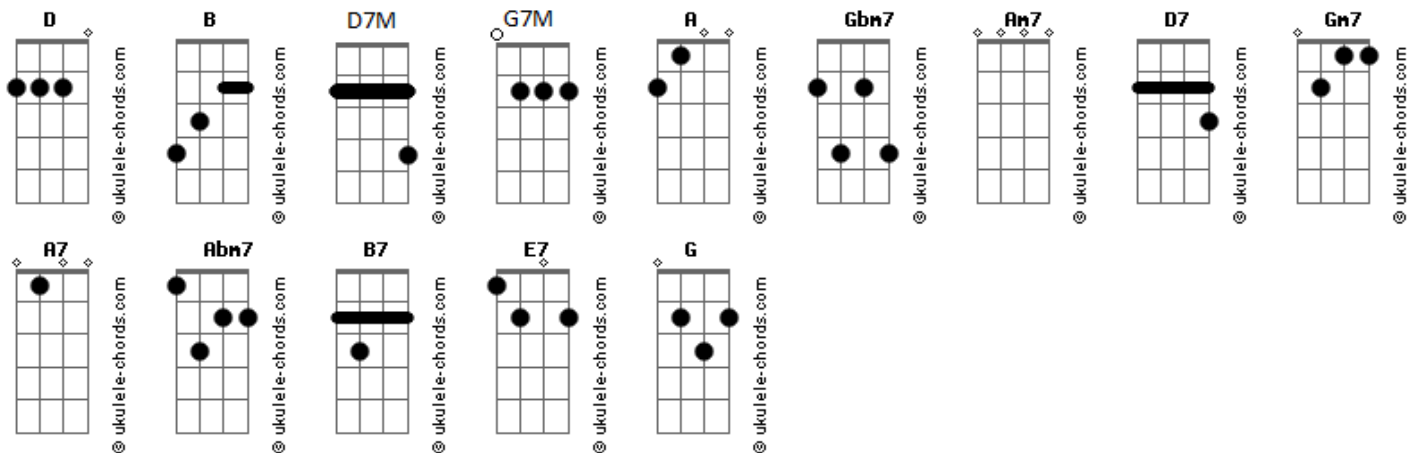 D B D7M G7M A Gbm7 Am7 D7 Gm7
© ukulele-chords.com © ukulele-chords.com © ukulele-chords.com © ukulele-chords.com © ukulele-chords.com © ukulele-chords.com © ukulele-chords.com © ukulele-chords.com © ukulele-chords.com
A7 Abm7 B7 E7 G
© ukulele-chords.com © ukulele-chords.com © ukulele-chords.com © ukulele-chords.com © ukulele-chords.com